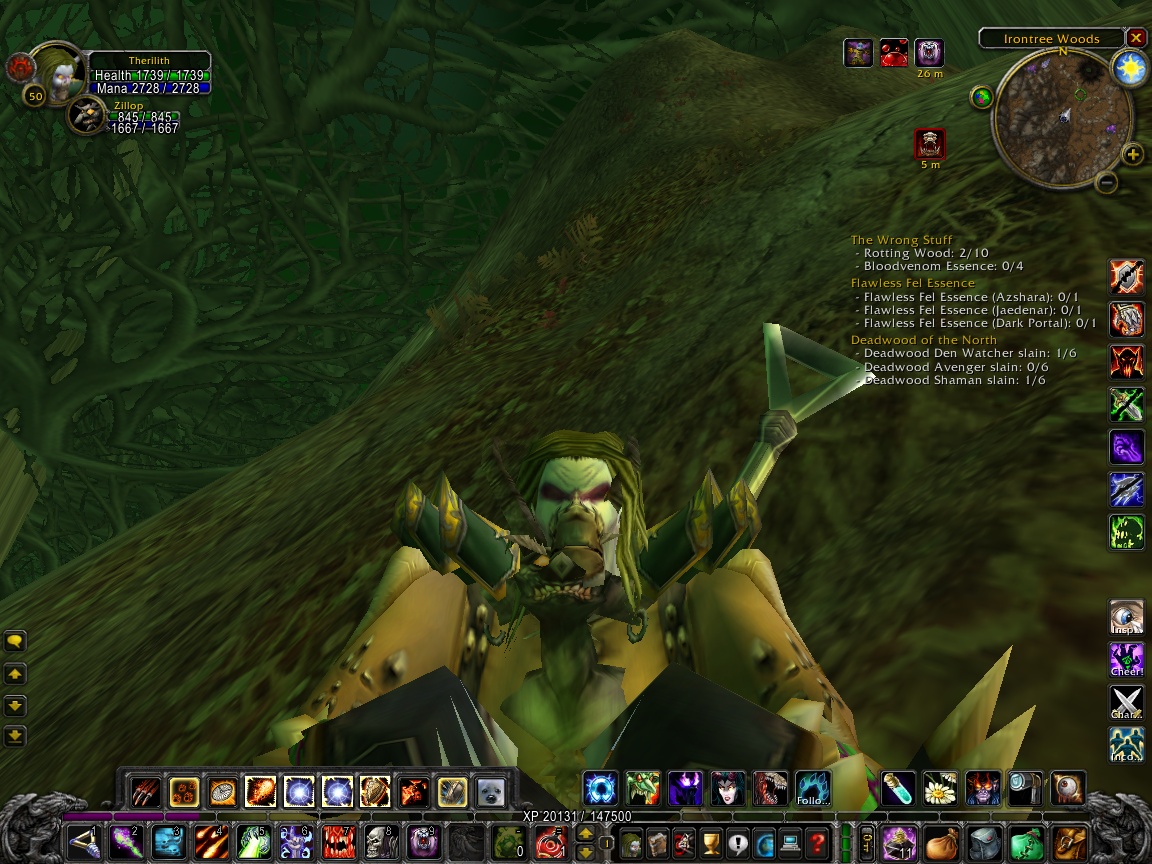 Irontree Woods
N
Therilith
Health 1739 / 1739
Mana 2728 / 2728
50
Zillop
845 / 845
1667 / 1667
26 m
5 m
The Wrong Stuff
- Rotting Wood: 2/10
- Bloodvenom Essence: 0/4
Flawless Fel Essence
- Flawless Fel Essence (Azshara): 0/1
- Flawless Fel Essence (Jaedenar): 0/1
- Flawless Fel Essence (Dark Portal): 0/1
Deadwood of the North
- Deadwood Den Watcher slain: 1/6
- Deadwood Avenger slain: 0/6
- Deadwood Shaman slain: 1/6
Insp
Cheer!
Char..
Follo...
XP 20131 / 147500
1 2 3 4 5 6 7 8 9 0
1
11